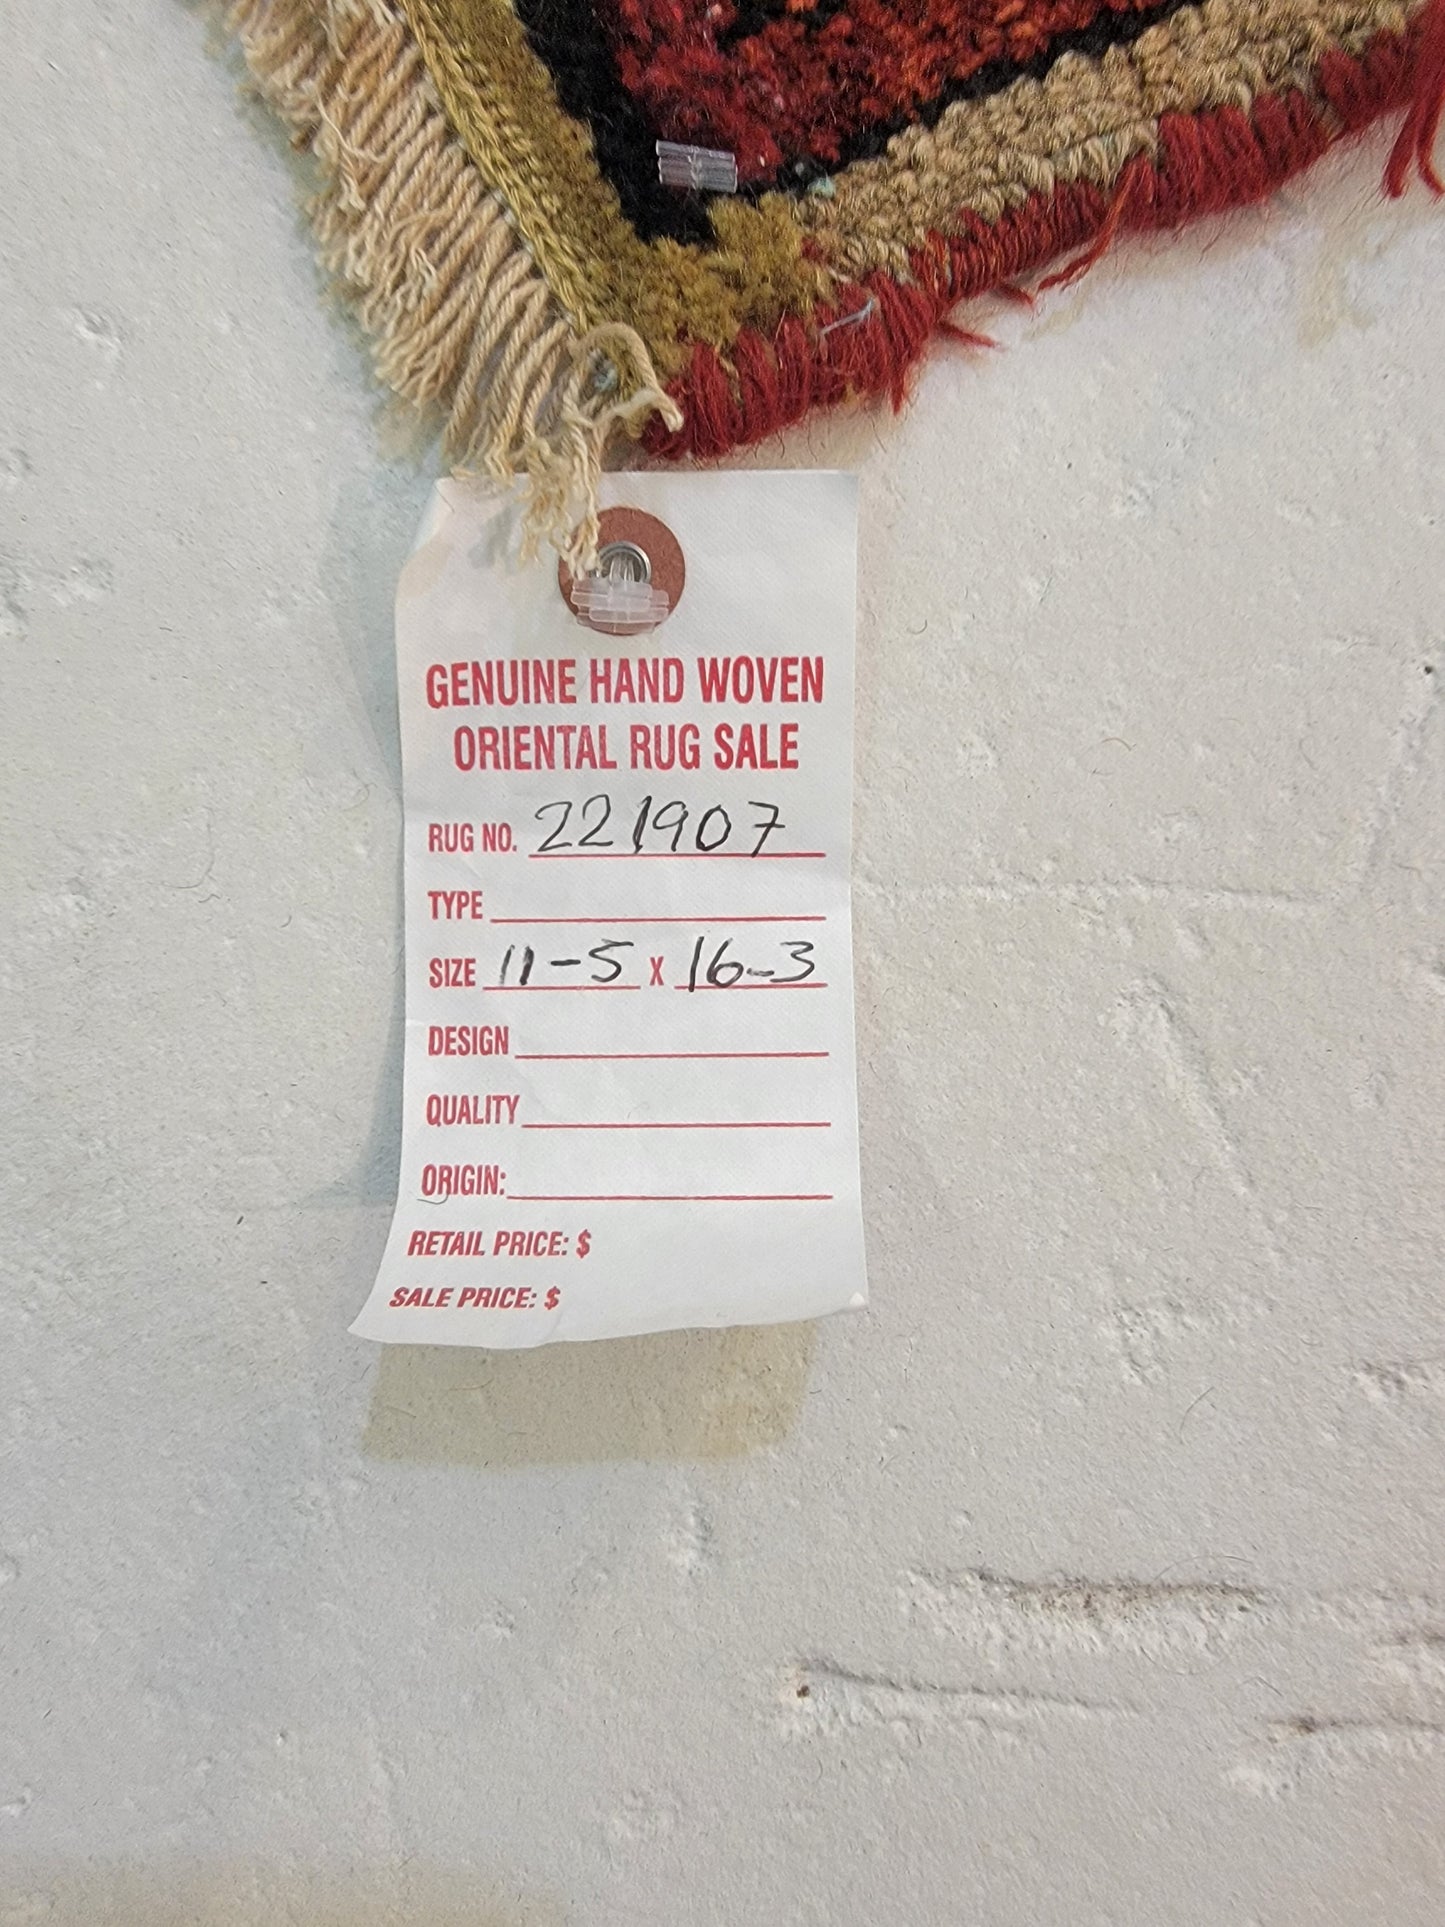 GENUINE HAND WOVEN
ORIENTAL RUG SALE
RUG NO. 221907
TYPE
SIZE 11-5 X 16-3
DESIGN
QUALITY
ORIGIN:
RETAIL PRICE: $
SALE PRICE: $